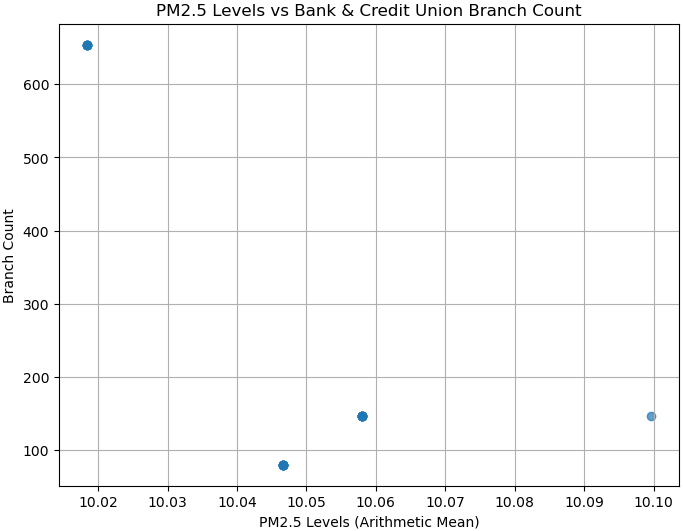 PM2.5 Levels vs Bank & Credit Union Branch Count
Branch Count
600
500
400
300
200
100
10.02 10.03 10.04 10.05 10.06 10.07 10.08 10.09 10.10
PM2.5 Levels (Arithmetic Mean)